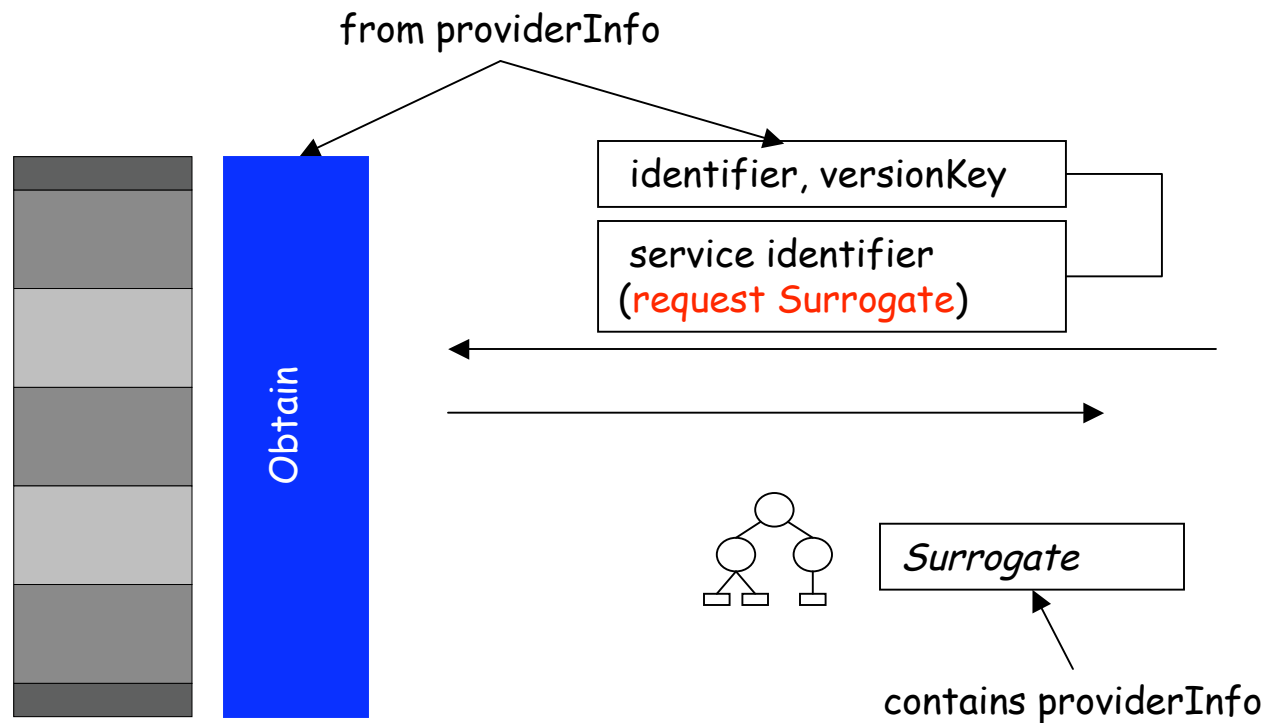 from providerInfo
identifier, versionKey
service identifier
(request Surrogate)
Obtain
Surrogate
contains providerInfo